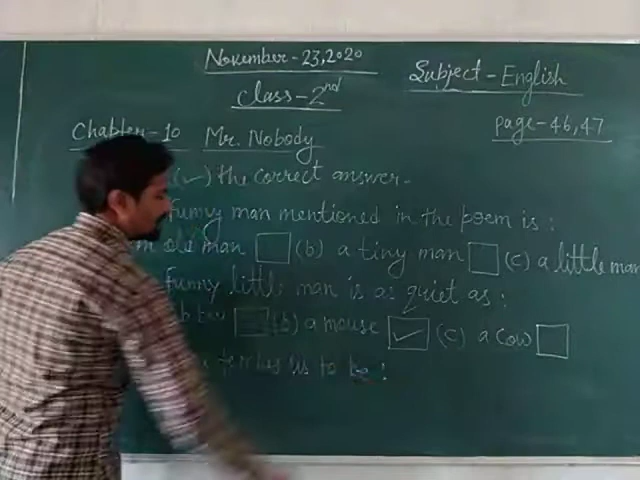 November-23,2020
Subject-English
Class-2nd
page-46,47
Chapter-10 Mr. Nobody
(✓) the correct answer.
funny man mentioned in the poem is:
old man ☐ (b) a tiny man ☐ (c) a little man
funny little man is as quiet as:
☐ (b) a mouse ☑ (c) a cow ☐
is to be: